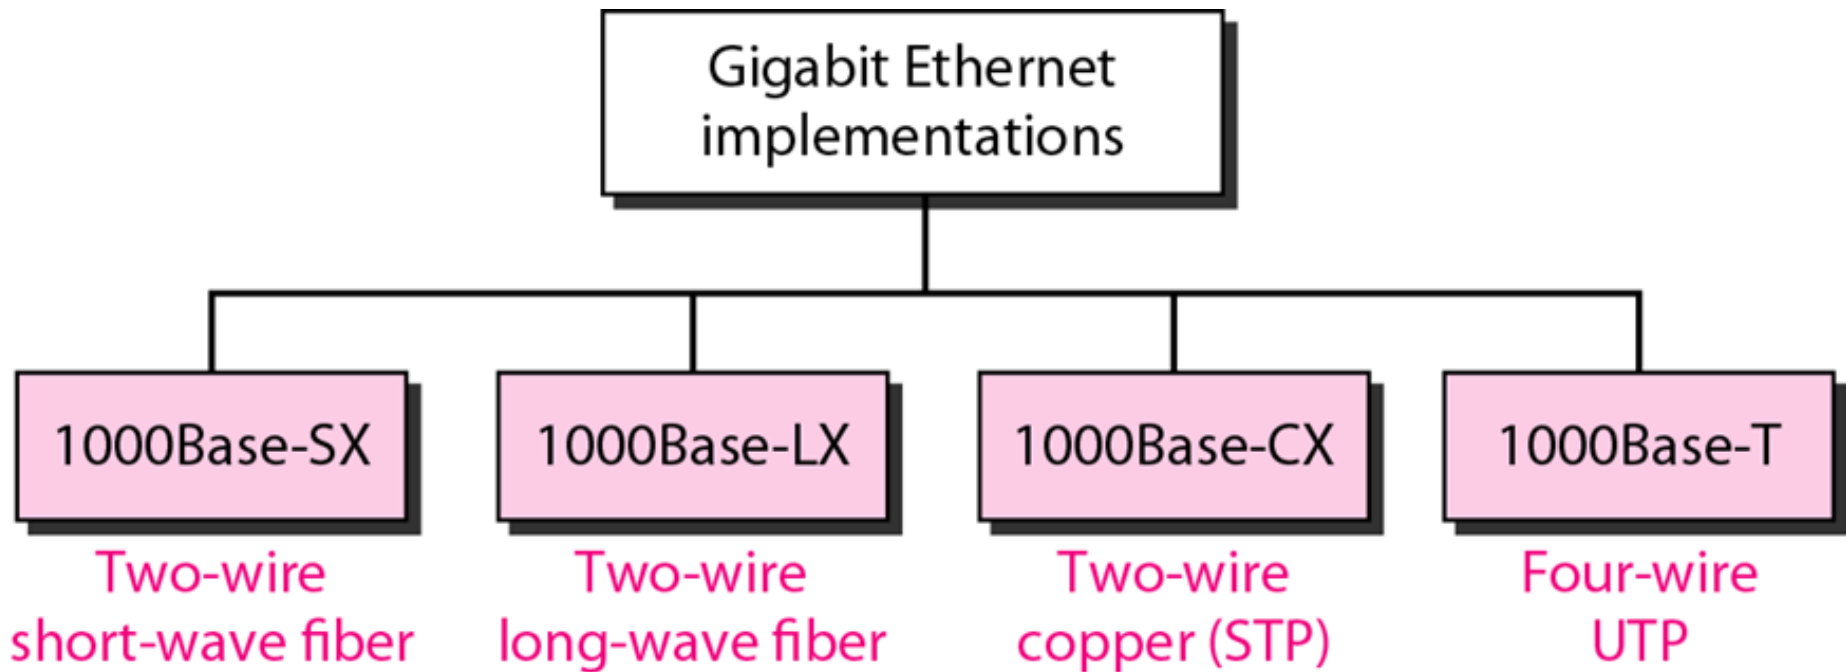 Gigabit Ethernet
implementations
1000Base-SX
1000Base-LX
1000Base-CX
1000Base-T
Two-wire
short-wave fiber
Two-wire
long-wave fiber
Two-wire
copper (STP)
Four-wire
UTP